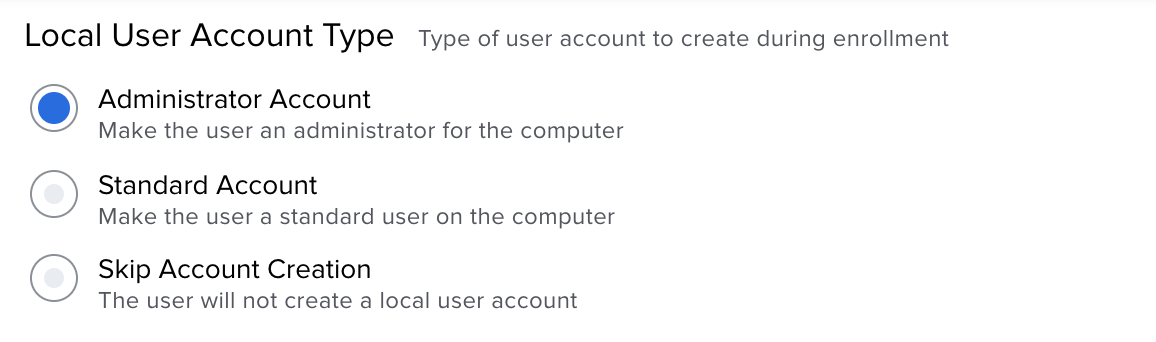 Local User Account Type Type of user account to create during enrollment
Administrator Account
Make the user an administrator for the computer
Standard Account
Make the user a standard user on the computer
Skip Account Creation
The user will not create a local user account